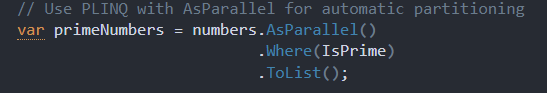 // Use PLINQ with AsParallel for automatic partitioning
var primeNumbers = numbers.AsParallel()
.Where(IsPrime)
.ToList();